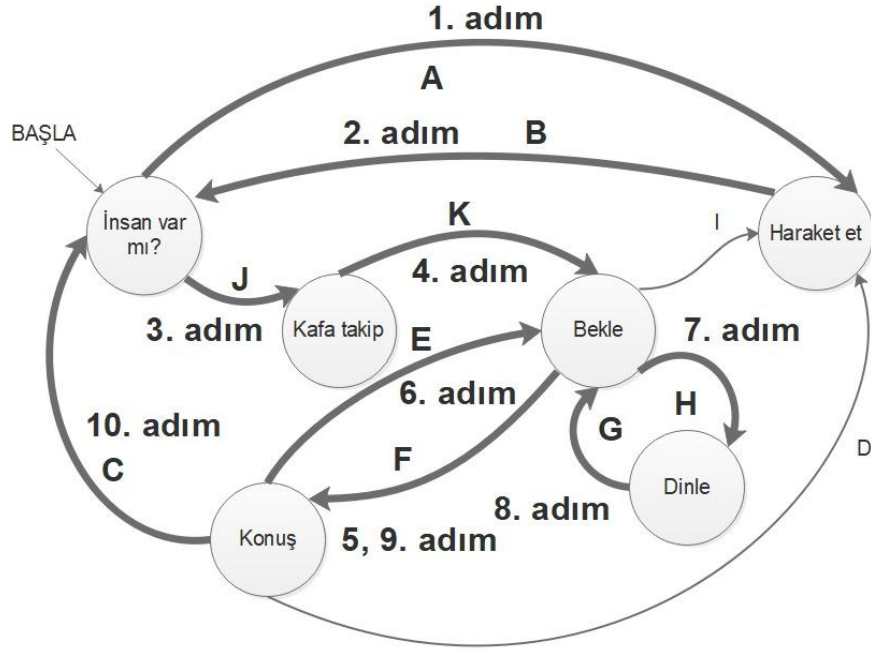 1. adım
A
2. adım B
BAŞLA
İnsan var
mı?
K
I
Haraket et
J
4. adım
3. adım
Kafa takip
E
Bekle
7. adım
6. adım
H
10. adım
G
C
F
D
Dinle
8. adım
Konuş
5, 9. adım